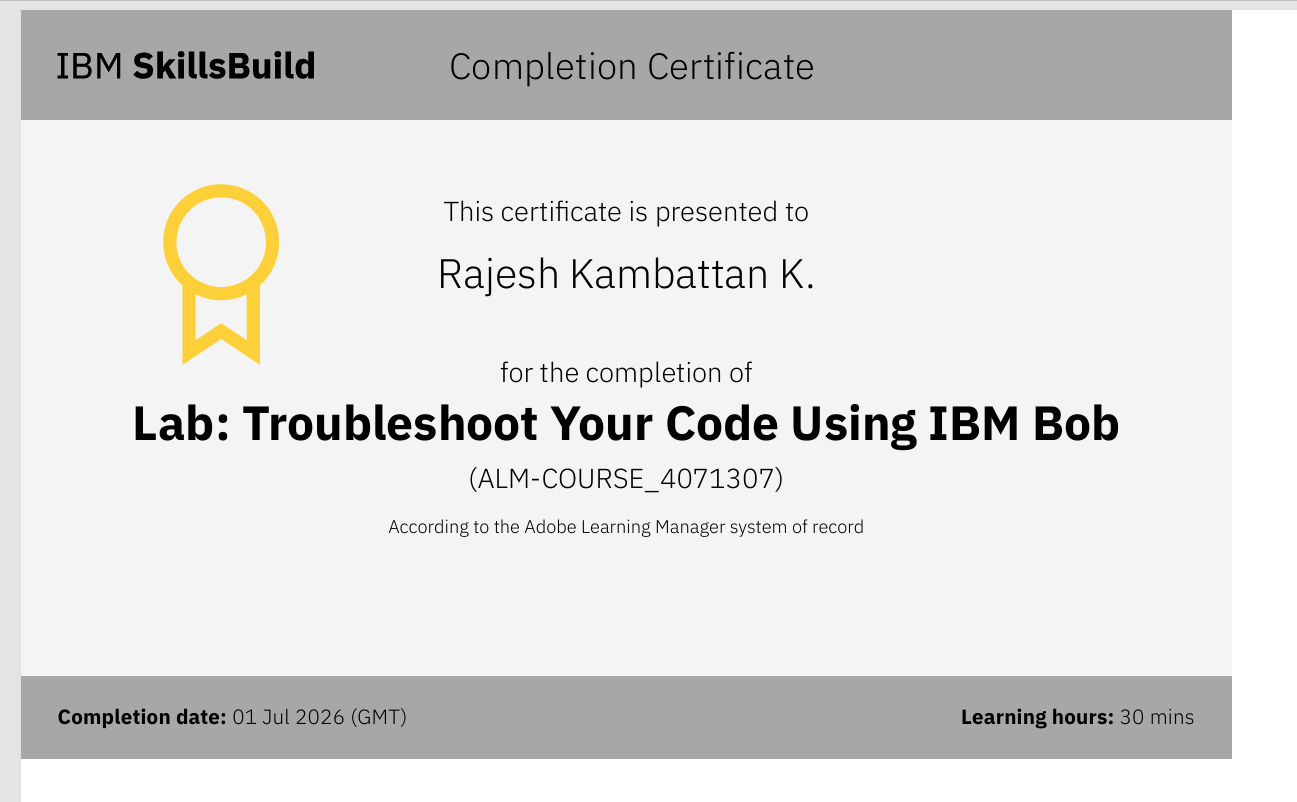 IBM SkillsBuild
Completion Certificate
This certificate is presented to
Rajesh Kambattan K.
for the completion of
Lab: Troubleshoot Your Code Using IBM Bob
(ALM-COURSE_4071307)
According to the Adobe Learning Manager system of record
Completion date: 01 Jul 2026 (GMT)
Learning hours: 30 mins